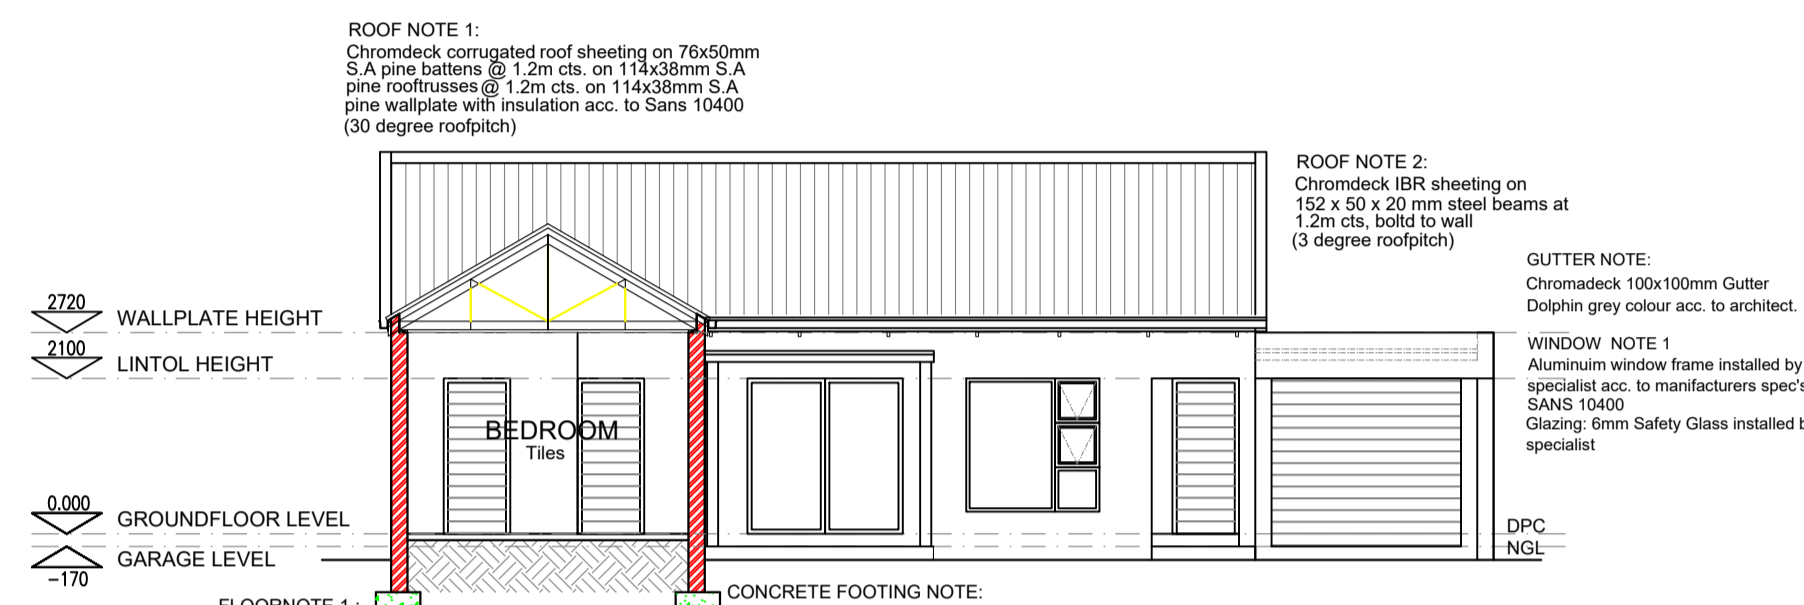 ROOF NOTE 1:
Chromdeck corrugated roof sheeting on 76x50mm
S.A pine battens @ 1.2m cts. on 114x38mm S.A
pine rooftrusses @ 1.2m cts. on 114x38mm S.A
pine wallplate with insulation acc. to Sans 10400
(30 degree roofpitch)
ROOF NOTE 2:
Chromdeck IBR sheeting on
152 x 50 x 20 mm steel beams at
1.2m cts, boltd to wall
(3 degree roofpitch)
GUTTER NOTE:
Chromadeck 100x100mm Gutter
Dolphin grey colour acc. to architect.
WINDOW NOTE 1
Aluminuim window frame installed by
specialist acc. to manifacturers spec's
SANS 10400
Glazing: 6mm Safety Glass installed
specialist
2720
WALLPLATE HEIGHT
2100
LINTOL HEIGHT
BEDROOM
Tiles
0.000
GROUNDFLOOR LEVEL
GARAGE LEVEL
-170
DPC
NGL
FLOORNOTE 1 :
CONCRETE FOOTING NOTE: